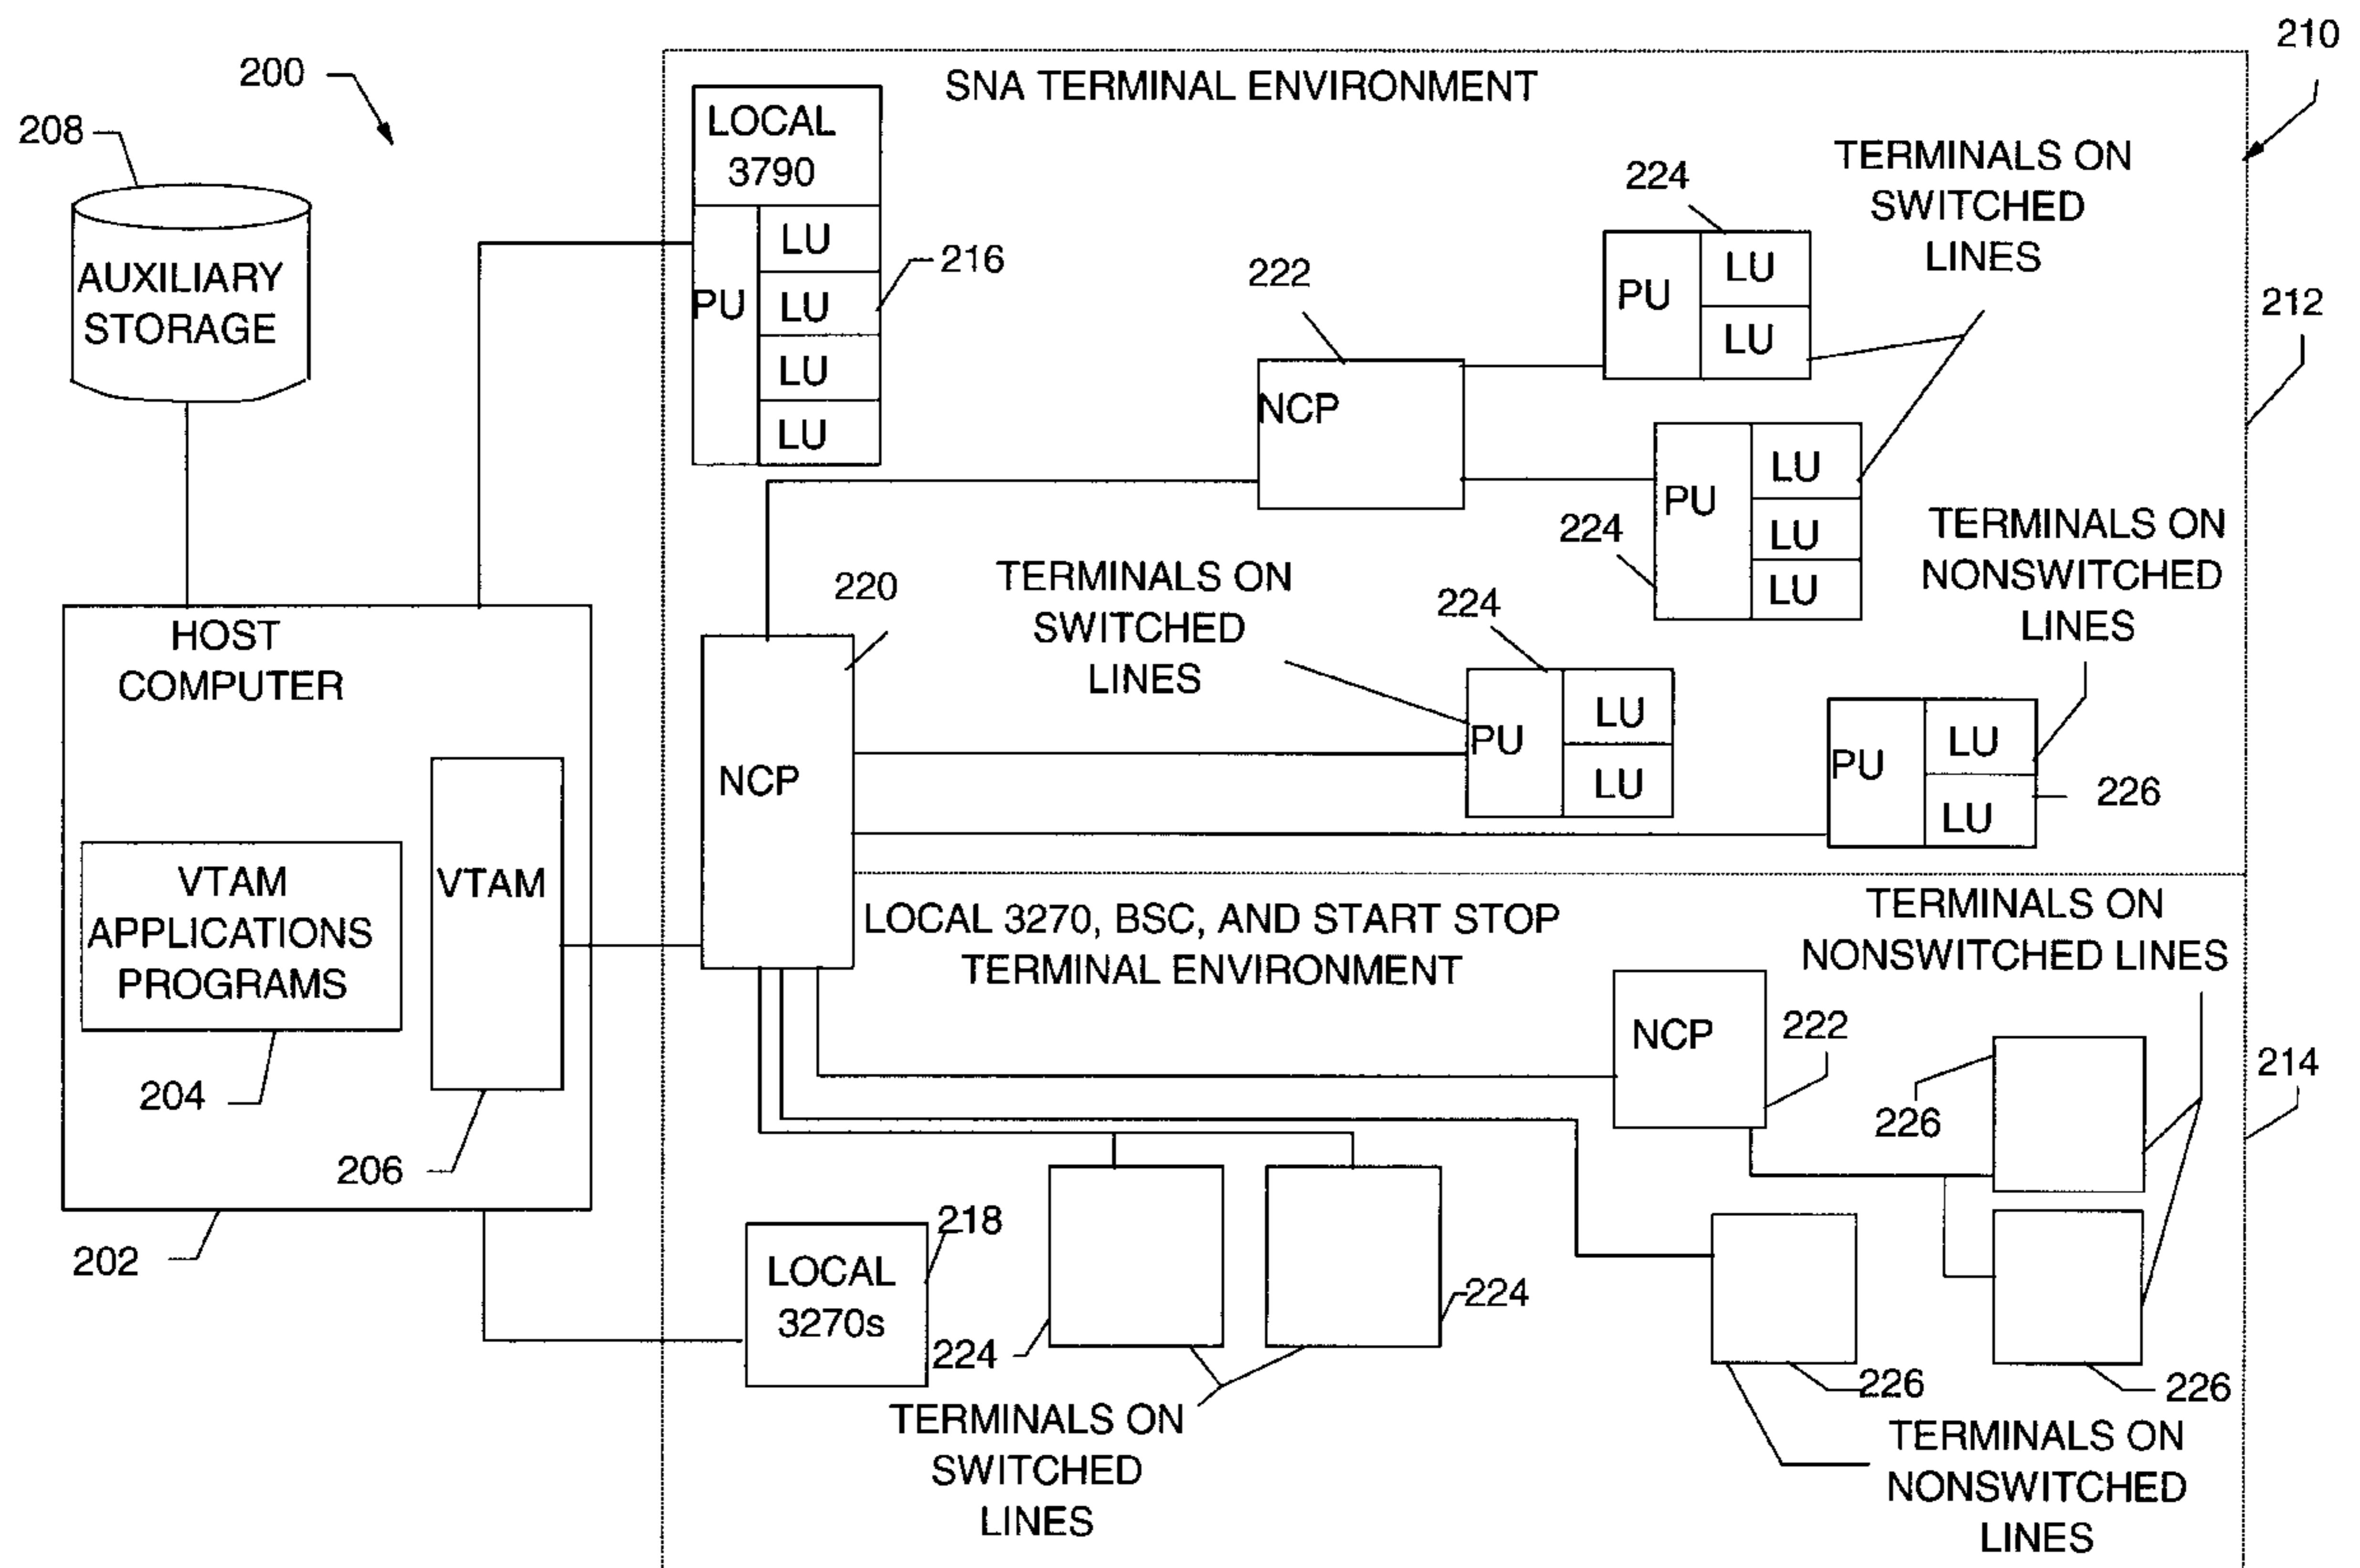 210
200
SNA TERMINAL ENVIRONMENT
208
LOCAL
3790
TERMINALS ON
SWITCHED
LINES
224
LU
216
222
PU
LU
LU
PU
LU
LU
LU
AUXILIARY
STORAGE
212
NCP
LU
PU
LU
LU
224
TERMINALS ON
NONSWITCHED
LINES
TERMINALS ON
SWITCHED
LINES
220
224
HOST
COMPUTER
PU
LU
LU
PU
LU
LU
226
NCP
VTAM
VTAM
APPLICATIONS
PROGRAMS
LOCAL 3270, BSC, AND START STOP
TERMINAL ENVIRONMENT
TERMINALS ON
NONSWITCHED LINES
NCP
222
214
204
226
206
218
202
LOCAL
3270s
224
224
226
226
TERMINALS ON
SWITCHED
LINES
TERMINALS ON
NONSWITCHED
LINES